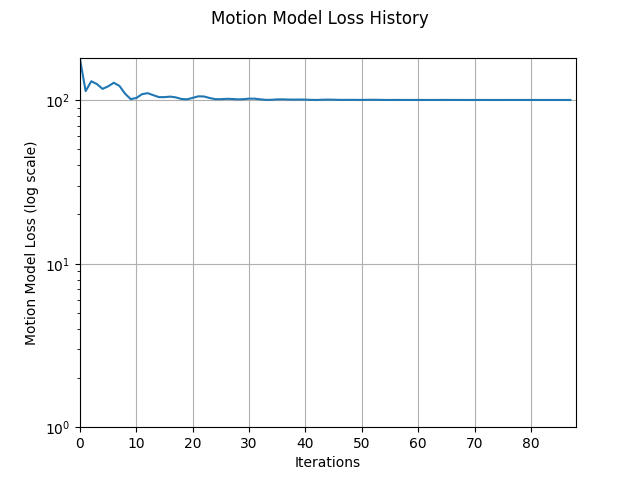 Motion Model Loss History
Motion Model Loss (log scale)
10²
10¹
10⁰
0 10 20 30 40 50 60 70 80
Iterations